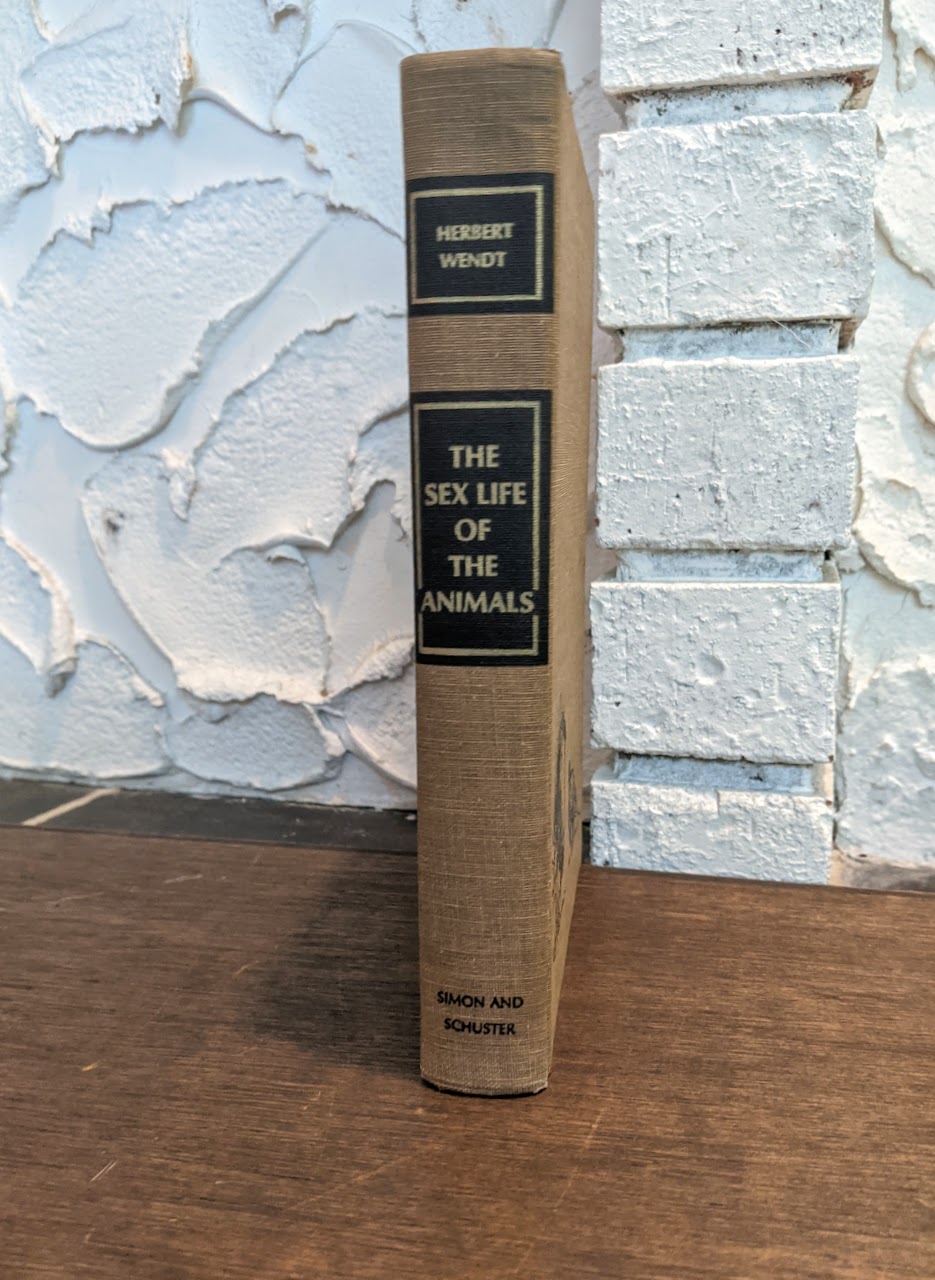 HERBERT
WENDT
THE
SEX LIFE
OF
THE
ANIMALS
SIMON AND
SCHUSTER